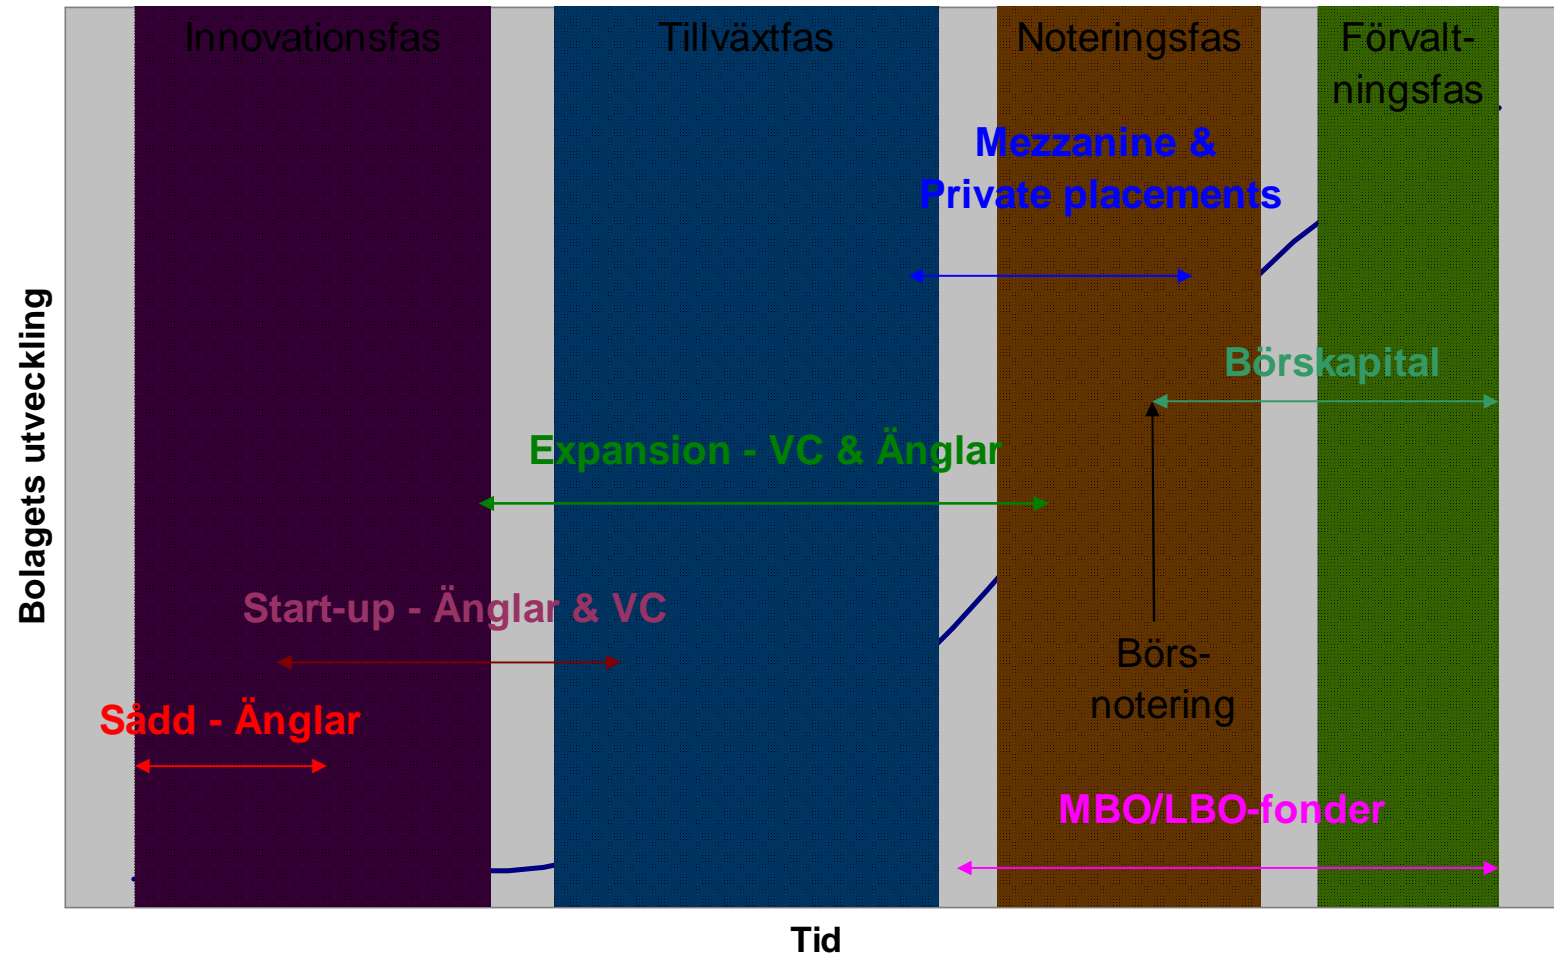 Innovationsfas
Tillväxtfas
Noteringsfas
Förvalt-
ningsfas
Mezzanine &
Private placements
Börskapital
Expansion - VC & Änglar
Start-up - Änglar & VC
Börs-
notering
Sådd - Änglar
MBO/LBO-fonder
Bolagets utveckling
Tid